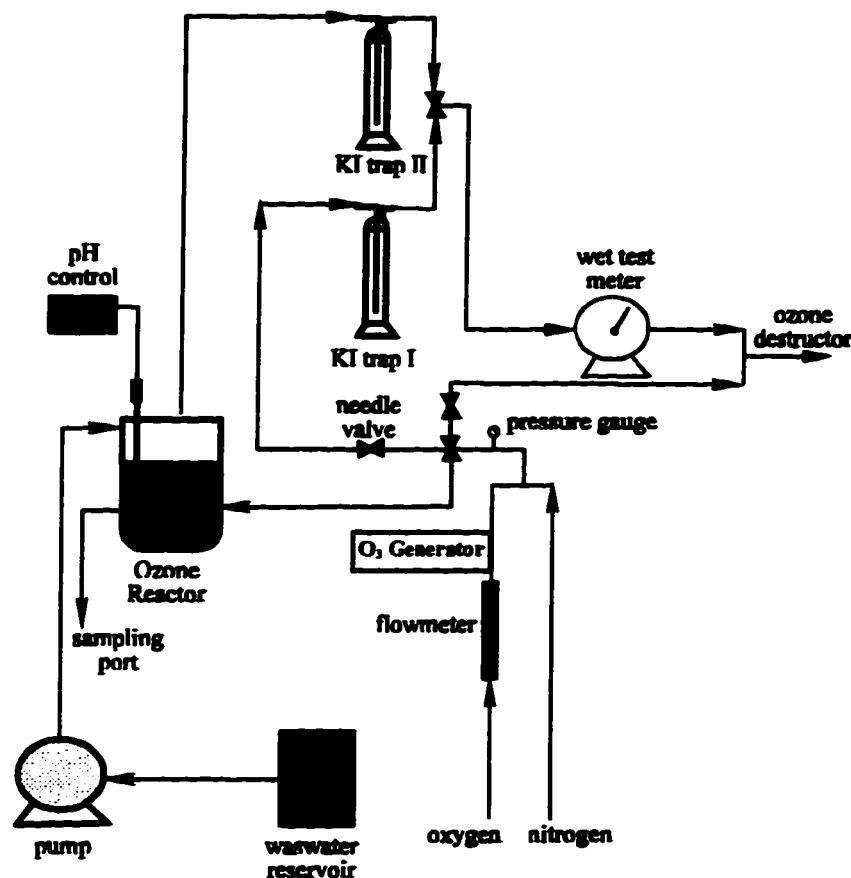 KI trap II
pH
control
wet test
meter
ozone
destructor
KI trap I
needle
valve
pressure gauge
O₃ Generator
Ozone
Reactor
flowmeter
sampling
port
pump
waswater
reservoir
oxygen
nitrogen